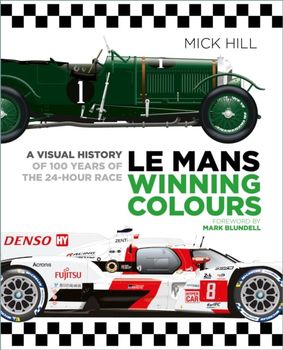 MICK HILL
A VISUAL HISTORY
OF 100 YEARS OF
THE 24-HOUR RACE
LE MANS
WINNING
COLOURS
FOREWORD BY
MARK BLUNDELL
DENSO HY
FUJITSU
8